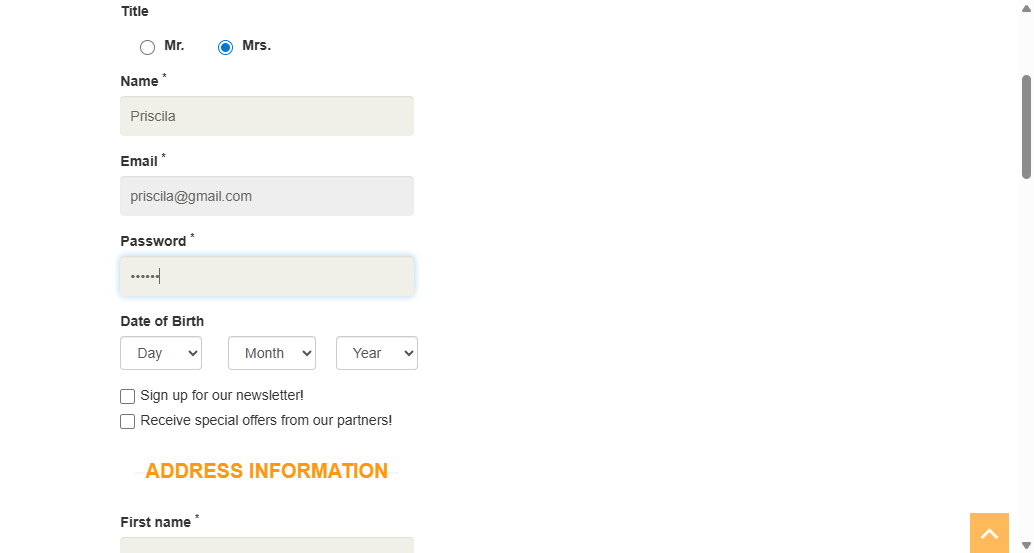 Title
Mr. Mrs.
Name *
Priscila
Email *
priscila@gmail.com
Password *
••••••
Date of Birth
Day Month Year
Sign up for our newsletter!
Receive special offers from our partners!
ADDRESS INFORMATION
First name *